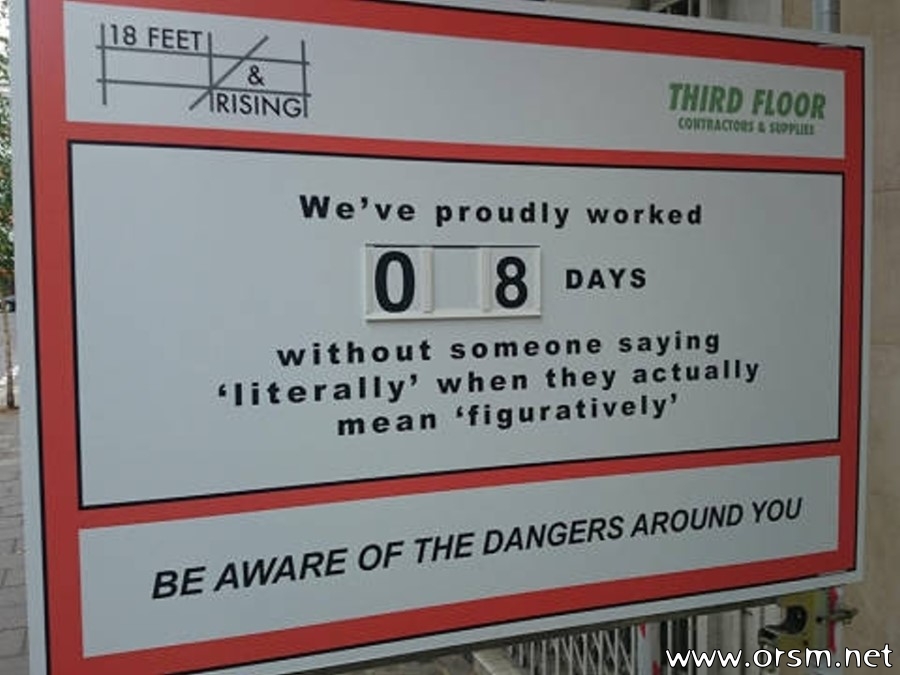 18 FEET
&
RISING
THIRD FLOOR
CONTRACTORS & SUPPLIES
We've proudly worked
0 8 DAYS
without someone saying
'literally' when they actually
mean 'figuratively'
BE AWARE OF THE DANGERS AROUND YOU
www.orsm.net